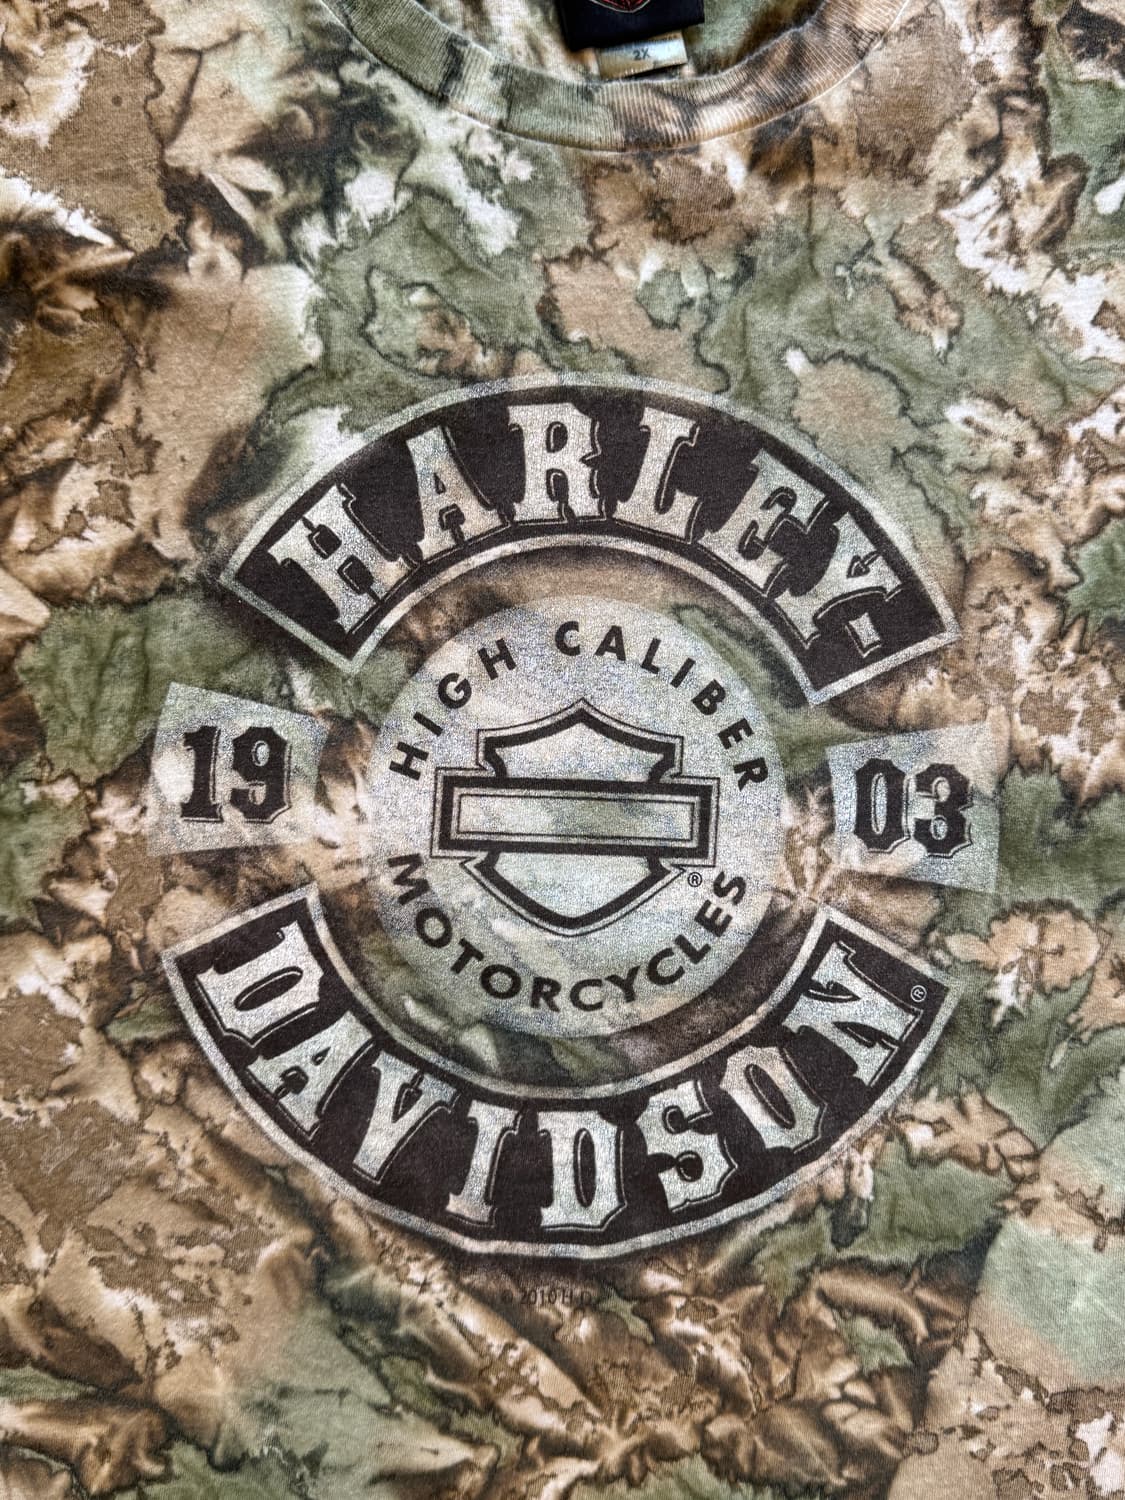 2X
HARLEY-
HIGH CALIBER
19 03
®
MOTORCYCLES
DAVIDSON ®
© 2010 H-D